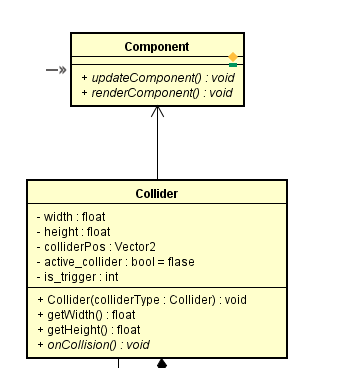 Component
+ updateComponent() : void
+ renderComponent() : void
Collider
- width : float
- height : float
- colliderPos : Vector2
- active_collider : bool = flase
- is_trigger : int
+ Collider(colliderType : Collider) : void
+ getWidth() : float
+ getHeight() : float
+ onCollision() : void